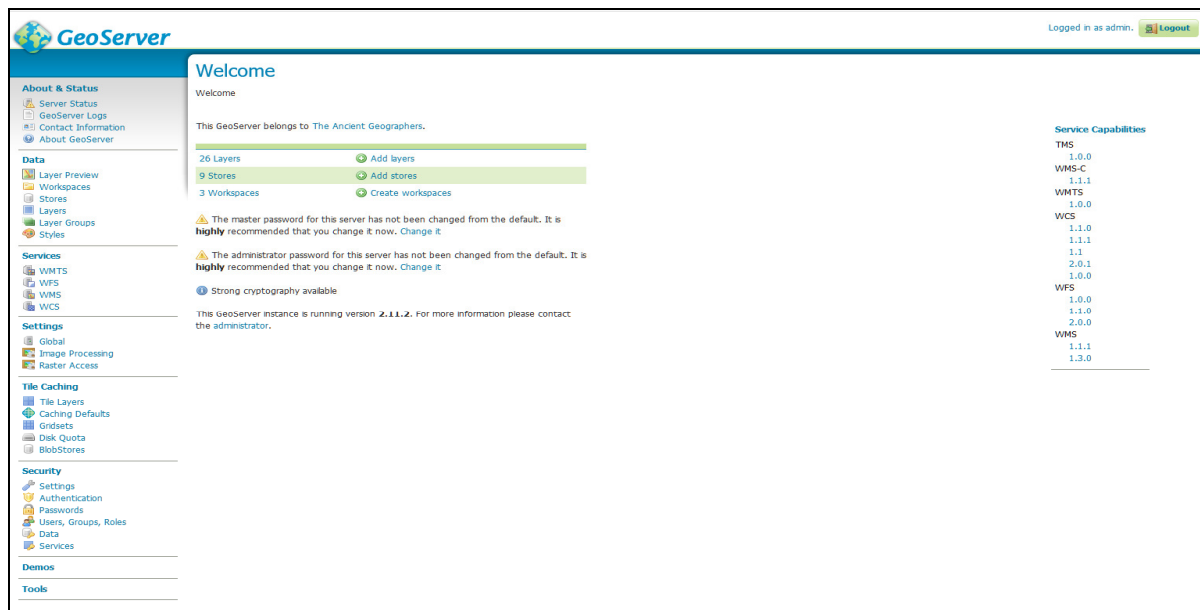 GeoServer
Logged in as admin.
Logout
About & Status
Server Status
GeoServer Logs
Contact Information
About GeoServer
Data
Layer Preview
Workspaces
Stores
Layers
Layer Groups
Styles
Services
WMTS
WFS
WMS
WCS
Settings
Global
Image Processing
Raster Access
Tile Caching
Tile Layers
Caching Defaults
Gridsets
Disk Quota
BlobStores
Security
Settings
Authentication
Passwords
Users, Groups, Roles
Data
Services
Demos
Tools
Welcome
Welcome
This GeoServer belongs to The Ancient Geographers.
26 Layers Add layers
9 Stores Add stores
3 Workspaces Create workspaces
The master password for this server has not been changed from the default. It is
highly recommended that you change it now. Change it
The administrator password for this server has not been changed from the default. It is
highly recommended that you change it now. Change it
Strong cryptography available
This GeoServer instance is running version 2.11.2. For more information please contact
the administrator.
Service Capabilities
TMS
1.0.0
WMS-C
1.1.1
WMTS
1.0.0
WCS
1.1.0
1.1.1
1.1
2.0.1
1.0.0
WFS
1.0.0
1.1.0
2.0.0
WMS
1.1.1
1.3.0